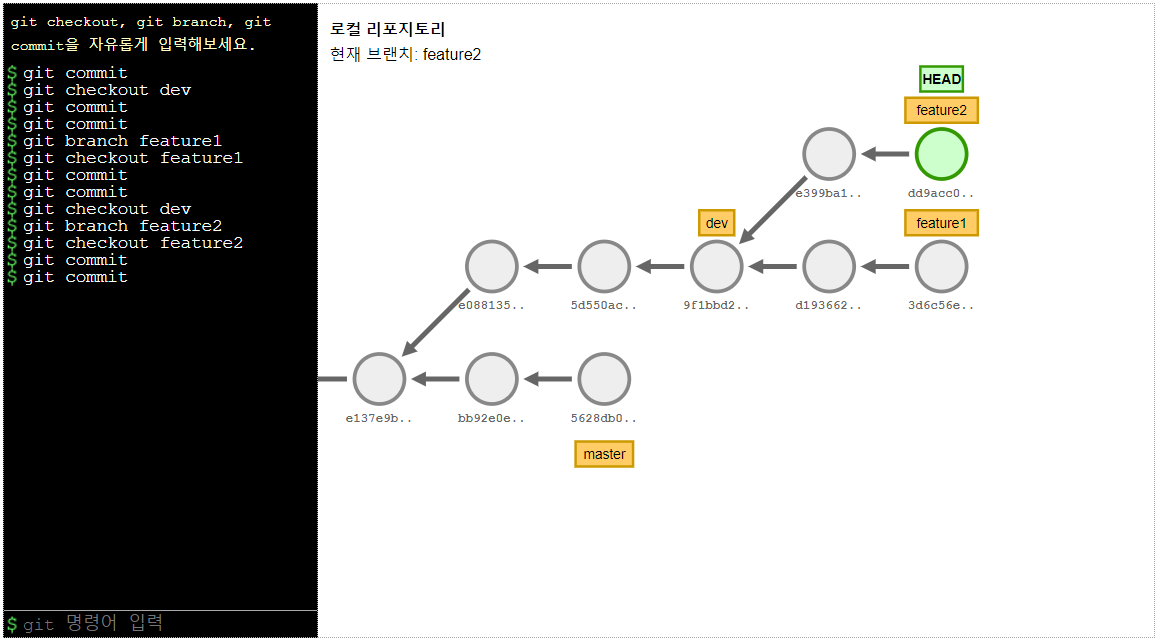 git checkout, git branch, git
commit을 자유롭게 입력해보세요.
$ git commit
$ git checkout dev
$ git commit
$ git commit
$ git branch feature1
$ git checkout feature1
$ git commit
$ git commit
$ git checkout dev
$ git branch feature2
$ git checkout feature2
$ git commit
$ git commit
$ git 명령어 입력
로컬 리포지토리
현재 브랜치: feature2
HEAD
feature2
e399ba1.. dd9acc0..
dev feature1
e088135.. 5d550ac.. 9f1bbd2.. d193662.. 3d6c56e..
e137e9b.. bb92e0e.. 5628db0..
master